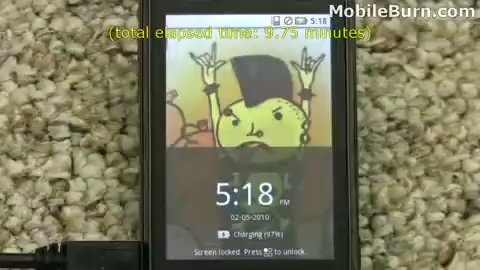 5:18
MobileBurn.com
(total elapsed time: 9.75 minutes)
5:18 PM
02-05-2010
Charging (97%)
Screen locked. Press to unlock.